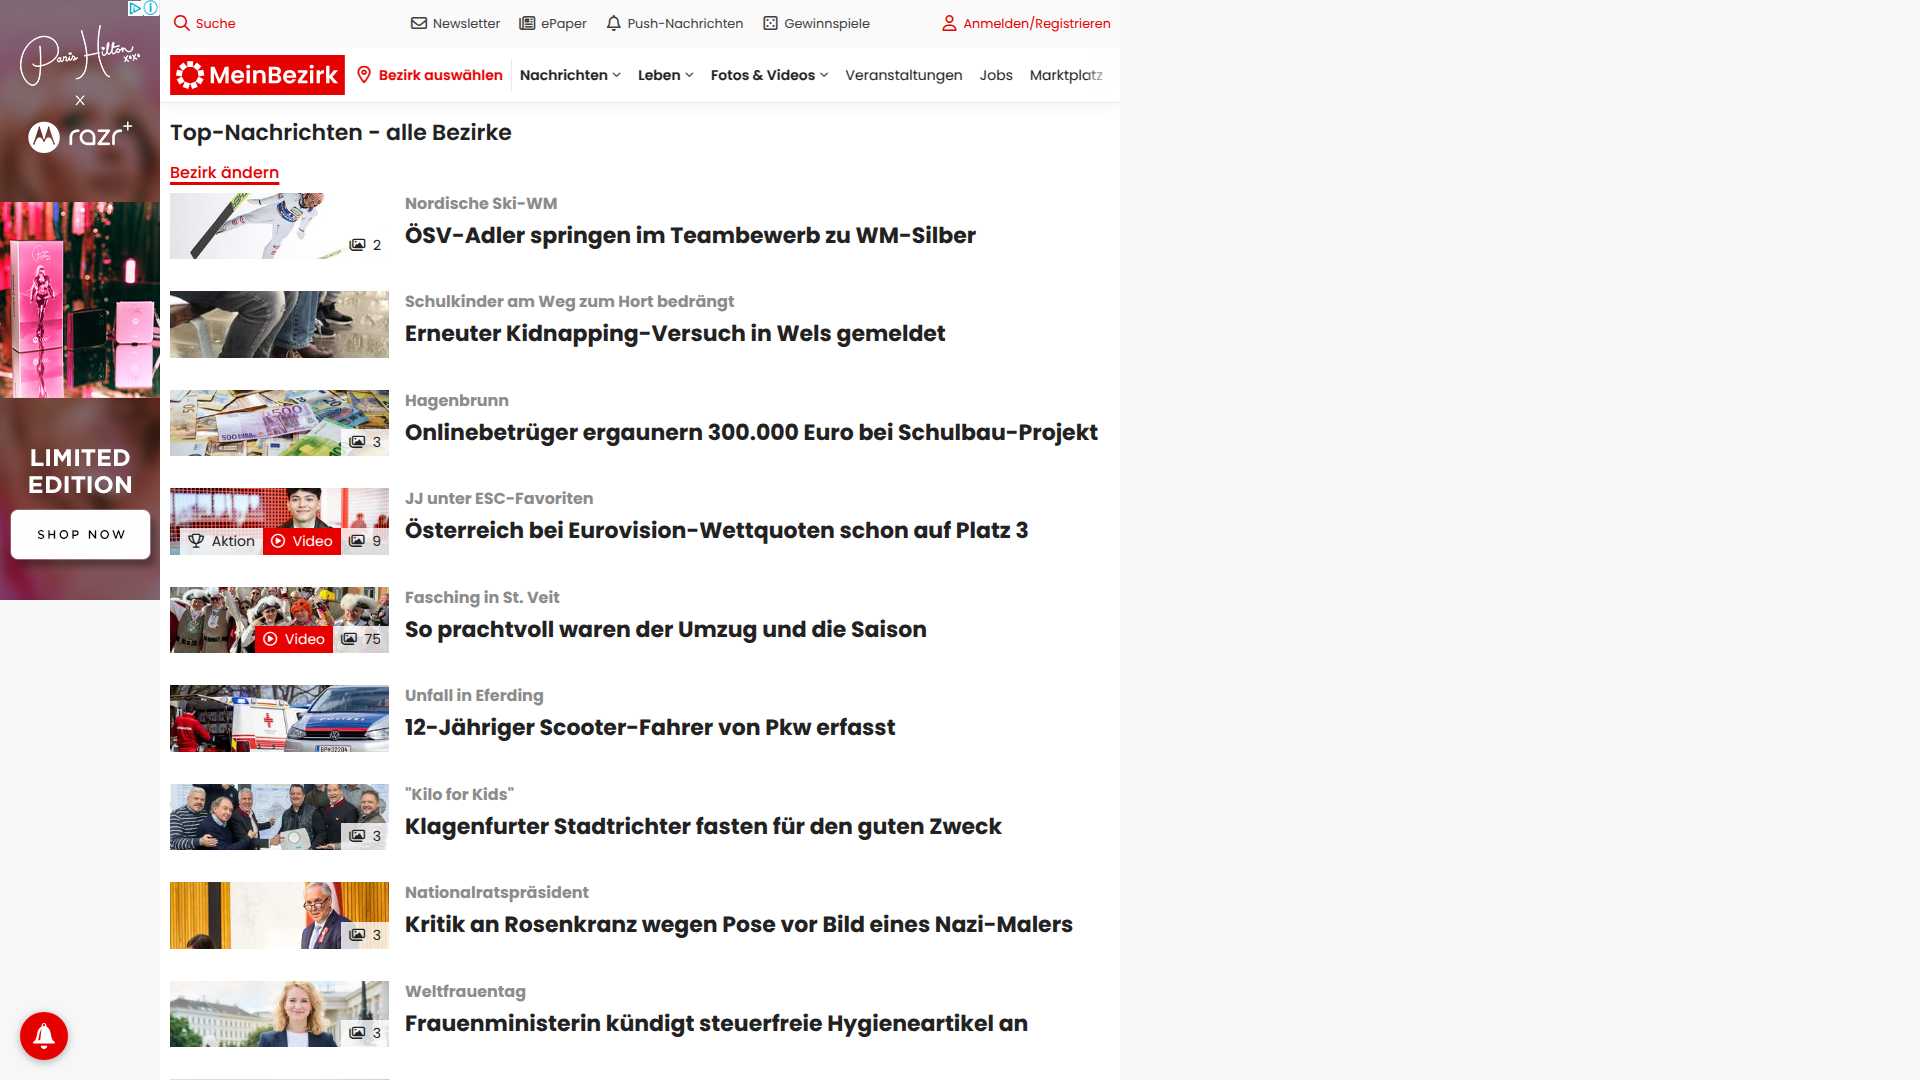 Paris Hilton
xoxo
X
razr+
LIMITED
EDITION
SHOP NOW
Suche
Newsletter
ePaper
Push-Nachrichten
Gewinnspiele
Anmelden/Registrieren
MeinBezirk
Bezirk auswählen
Nachrichten
Leben
Fotos & Videos
Veranstaltungen
Jobs
Marktplatz
Top-Nachrichten - alle Bezirke
Bezirk ändern
2
Nordische Ski-WM
ÖSV-Adler springen im Teambewerb zu WM-Silber
Schulkinder am Weg zum Hort bedrängt
Erneuter Kidnapping-Versuch in Wels gemeldet
3
Hagenbrunn
Onlinebetrüger ergaunern 300.000 Euro bei Schulbau-Projekt
Aktion
Video
9
JJ unter ESC-Favoriten
Österreich bei Eurovision-Wettquoten schon auf Platz 3
Video
75
Fasching in St. Veit
So prachtvoll waren der Umzug und die Saison
Unfall in Eferding
12-Jähriger Scooter-Fahrer von Pkw erfasst
3
"Kilo for Kids"
Klagenfurter Stadtrichter fasten für den guten Zweck
3
Nationalratspräsident
Kritik an Rosenkranz wegen Pose vor Bild eines Nazi-Malers
3
Weltfrauentag
Frauenministerin kündigt steuerfreie Hygieneartikel an